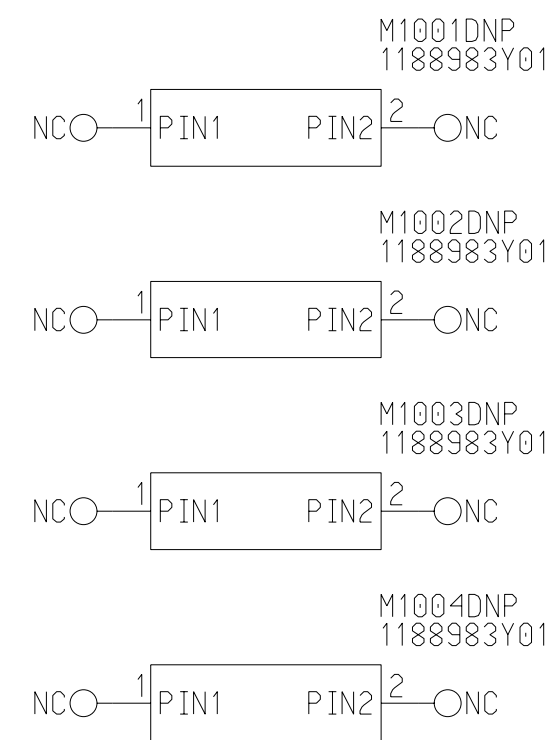 M1001DNP
1188983Y01
1 2
NC PIN1 PIN2 NC
M1002DNP
1188983Y01
1 2
NC PIN1 PIN2 NC
M1003DNP
1188983Y01
1 2
NC PIN1 PIN2 NC
M1004DNP
1188983Y01
1 2
NC PIN1 PIN2 NC